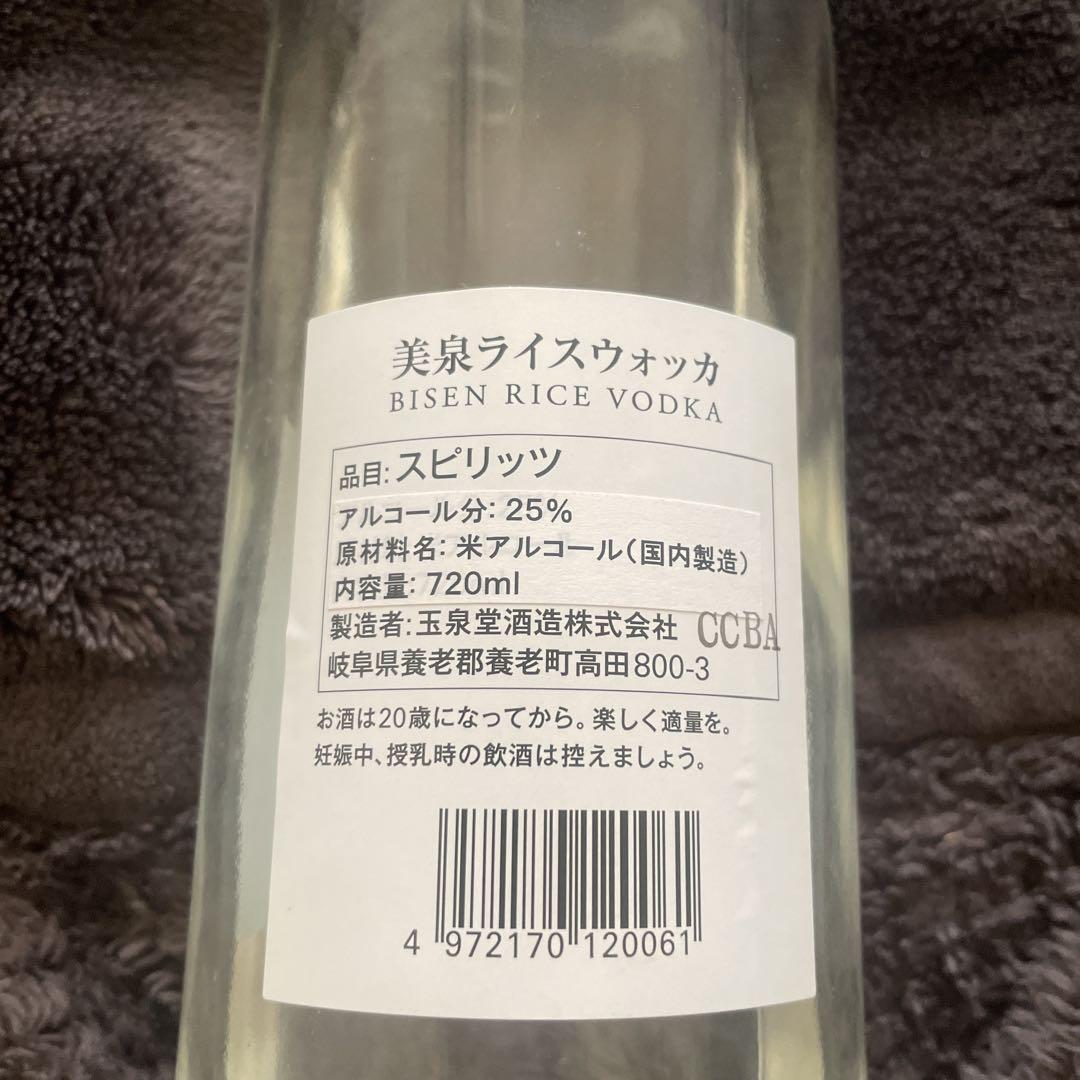 美泉ライスウォッカ
BISEN RICE VODKA
品目: スピリッツ
アルコール分: 25%
原材料名: 米アルコール(国内製造)
内容量: 720ml
製造者: 玉泉堂酒造株式会社 CCBA
岐阜県養老郡養老町高田800-3
お酒は20歳になってから。楽しく適量を。
妊娠中、授乳時の飲酒は控えましょう。
4 972170 120061